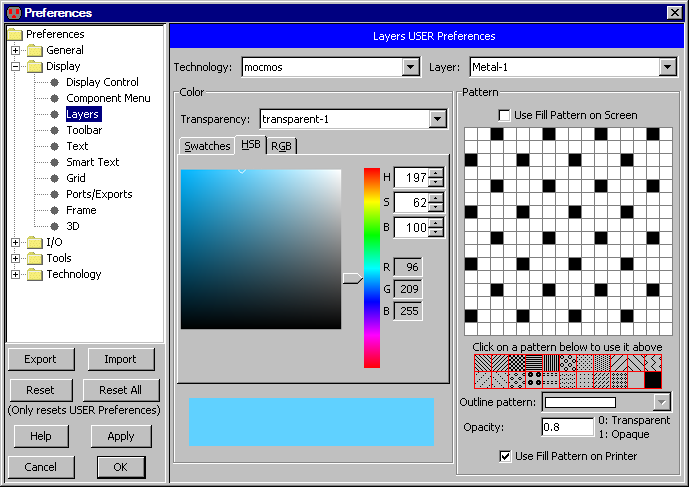 Preferences
Preferences
General
Display
Display Control
Component Menu
Layers
Toolbar
Text
Smart Text
Grid
Ports/Exports
Frame
3D
I/O
Tools
Technology
Export Import
Reset Reset All
(Only resets USER Preferences)
Help Apply
Cancel OK
Layers USER Preferences
Technology: mocmos Layer: Metal-1
Color
Transparency: transparent-1
Swatches HSB RGB
H 197
S 62
B 100
R 96
G 209
B 255
Pattern
Use Fill Pattern on Screen
Click on a pattern below to use it above
Outline pattern:
Opacity: 0.8 0: Transparent
1: Opaque
Use Fill Pattern on Printer